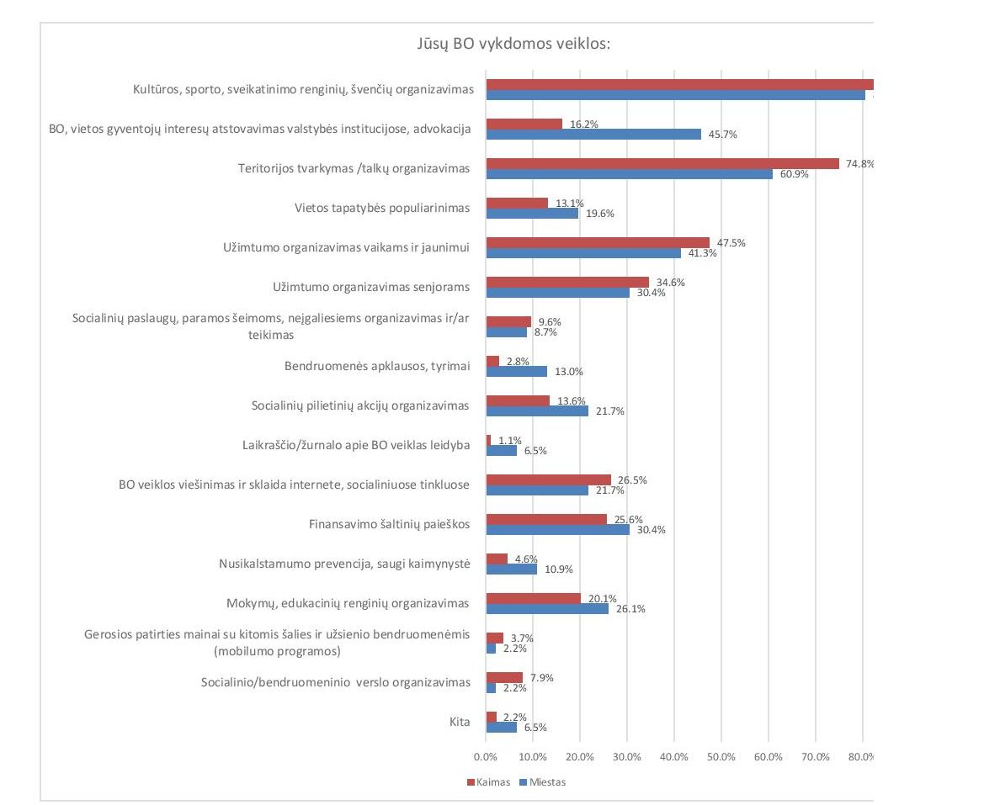 Jūsų BO vykdomos veiklos:
Kultūros, sporto, sveikatinimo renginių, švenčių organizavimas
BO, vietos gyventojų interesų atstovavimas valstybės institucijose, advokacija
16.2%
45.7%
Teritorijos tvarkymas /talkų organizavimas
74.8%
60.9%
Vietos tapatybės populiarinimas
13.1%
19.6%
Užimtumo organizavimas vaikams ir jaunimui
47.5%
41.3%
Užimtumo organizavimas senjorams
34.6%
30.4%
Socialinių paslaugų, paramos šeimoms, neįgaliesiems organizavimas ir/ar
teikimas
9.6%
8.7%
Bendruomenės apklausos, tyrimai
2.8%
13.0%
Socialinių pilietinių akcijų organizavimas
13.6%
21.7%
Laikraščio/žurnalo apie BO veiklas leidyba
1.1%
6.5%
BO veiklos viešinimas ir sklaida internete, socialiniuose tinkluose
26.5%
21.7%
Finansavimo šaltinių paieškos
25.6%
30.4%
Nusikalstamumo prevencija, saugi kaimynystė
4.6%
10.9%
Mokymų, edukacinių renginių organizavimas
20.1%
26.1%
Gerosios patirties mainai su kitomis šalies ir užsienio bendruomenėmis
(mobilumo programos)
3.7%
2.2%
Socialinio/bendruomeninio verslo organizavimas
7.9%
2.2%
Kita
2.2%
6.5%
0.0% 10.0% 20.0% 30.0% 40.0% 50.0% 60.0% 70.0% 80.0%
Kaimas Miestas